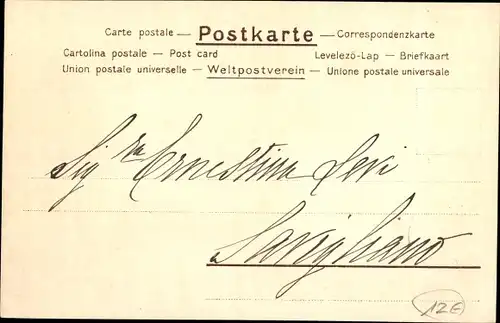 Carte postale — Postkarte — Correspondenzkarte
Cartolina postale — Post card Levelezö-Lap — Briefkaart
Union postale universelle — Weltpostverein — Unione postale universale
Sig.ra Ernestina Levi
Savigliano
12E